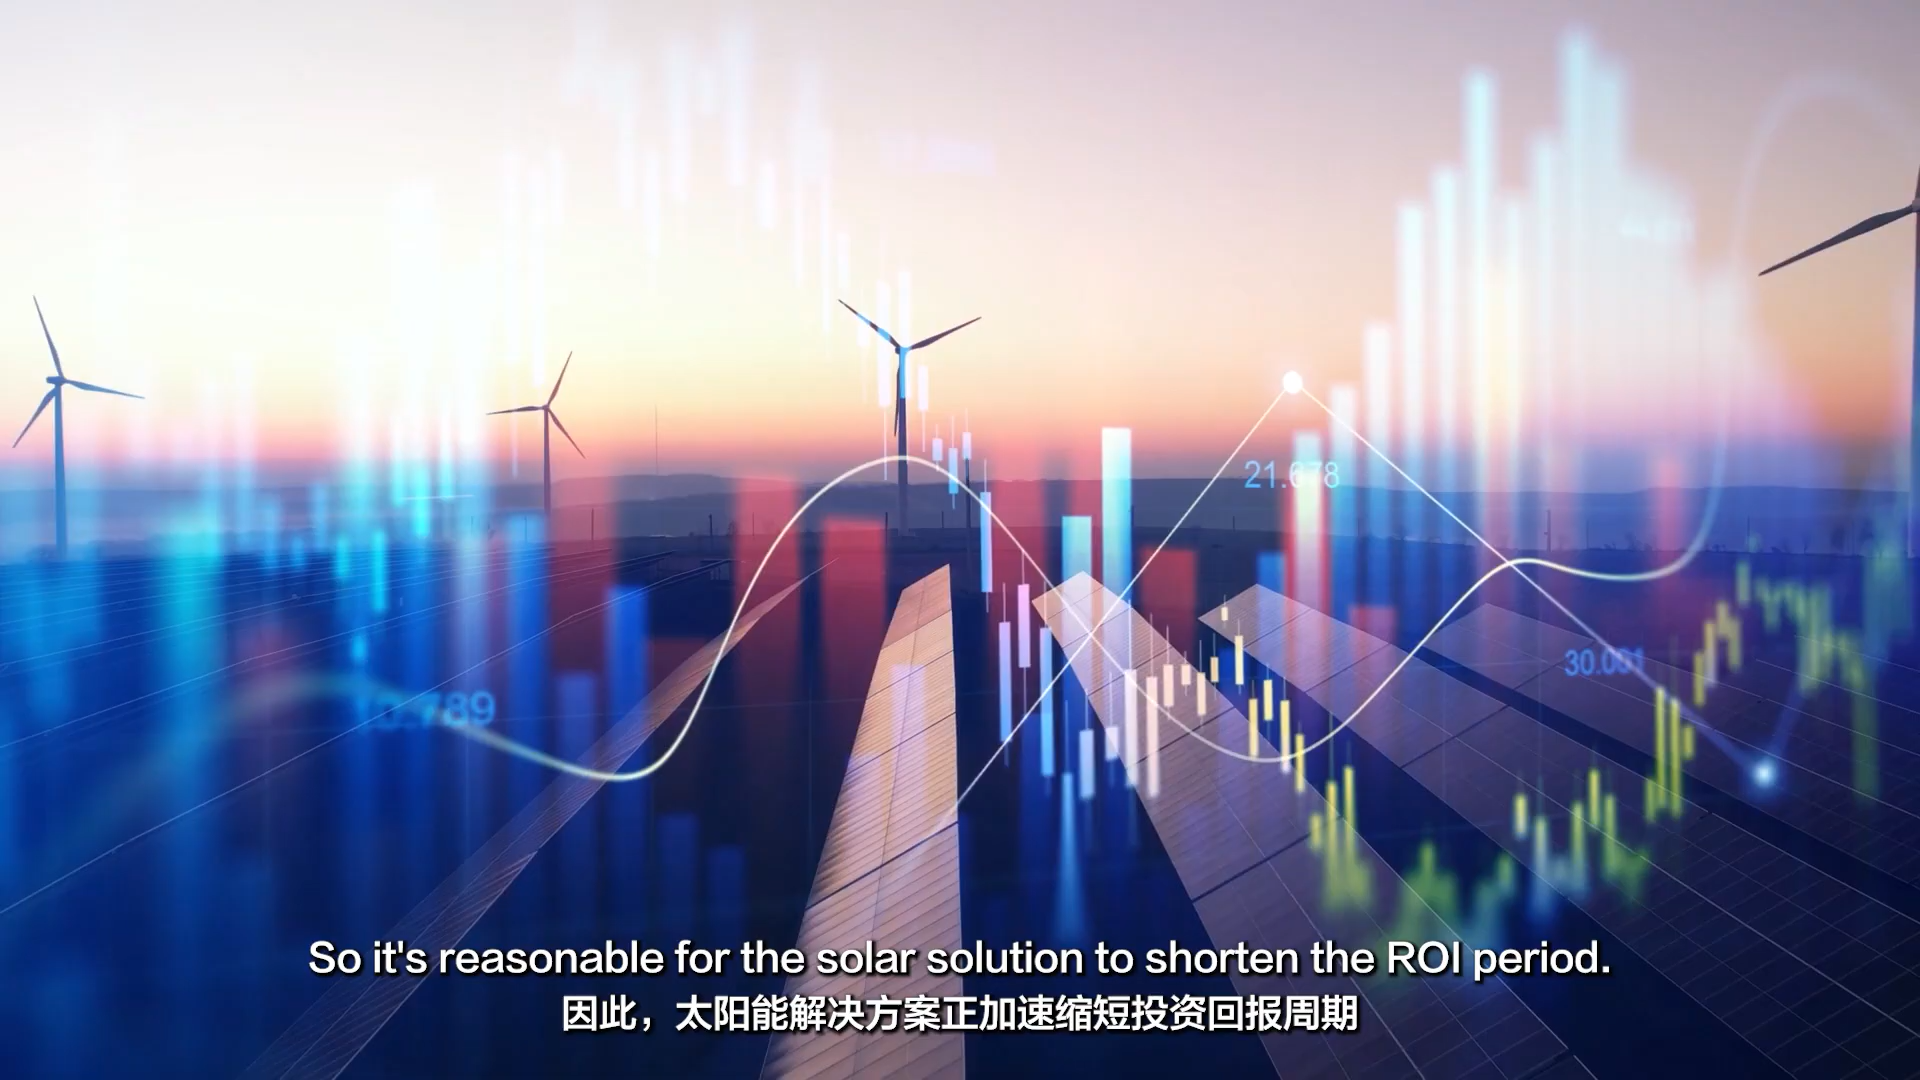 21.678
30.001
So it's reasonable for the solar solution to shorten the ROI period.
因此，太阳能解决方案正加速缩短投资回报周期